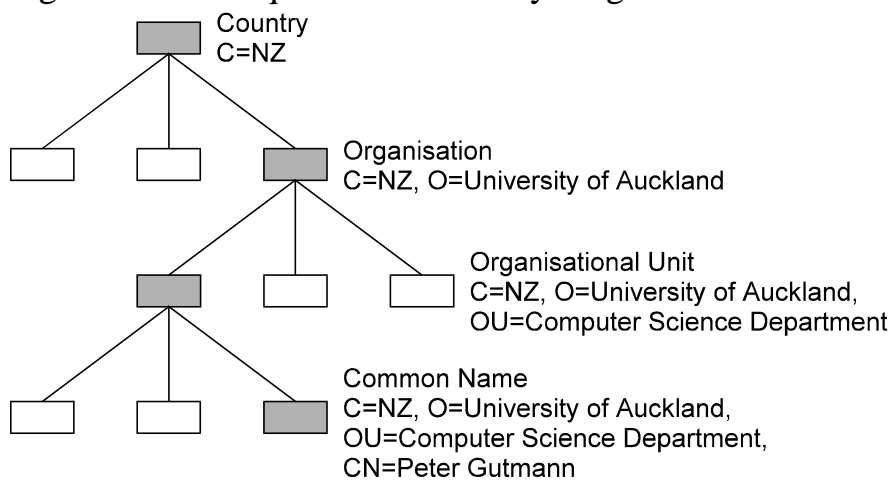 Country
C=NZ
Organisation
C=NZ, O=University of Auckland
Organisational Unit
C=NZ, O=University of Auckland,
OU=Computer Science Department
Common Name
C=NZ, O=University of Auckland,
OU=Computer Science Department,
CN=Peter Gutmann